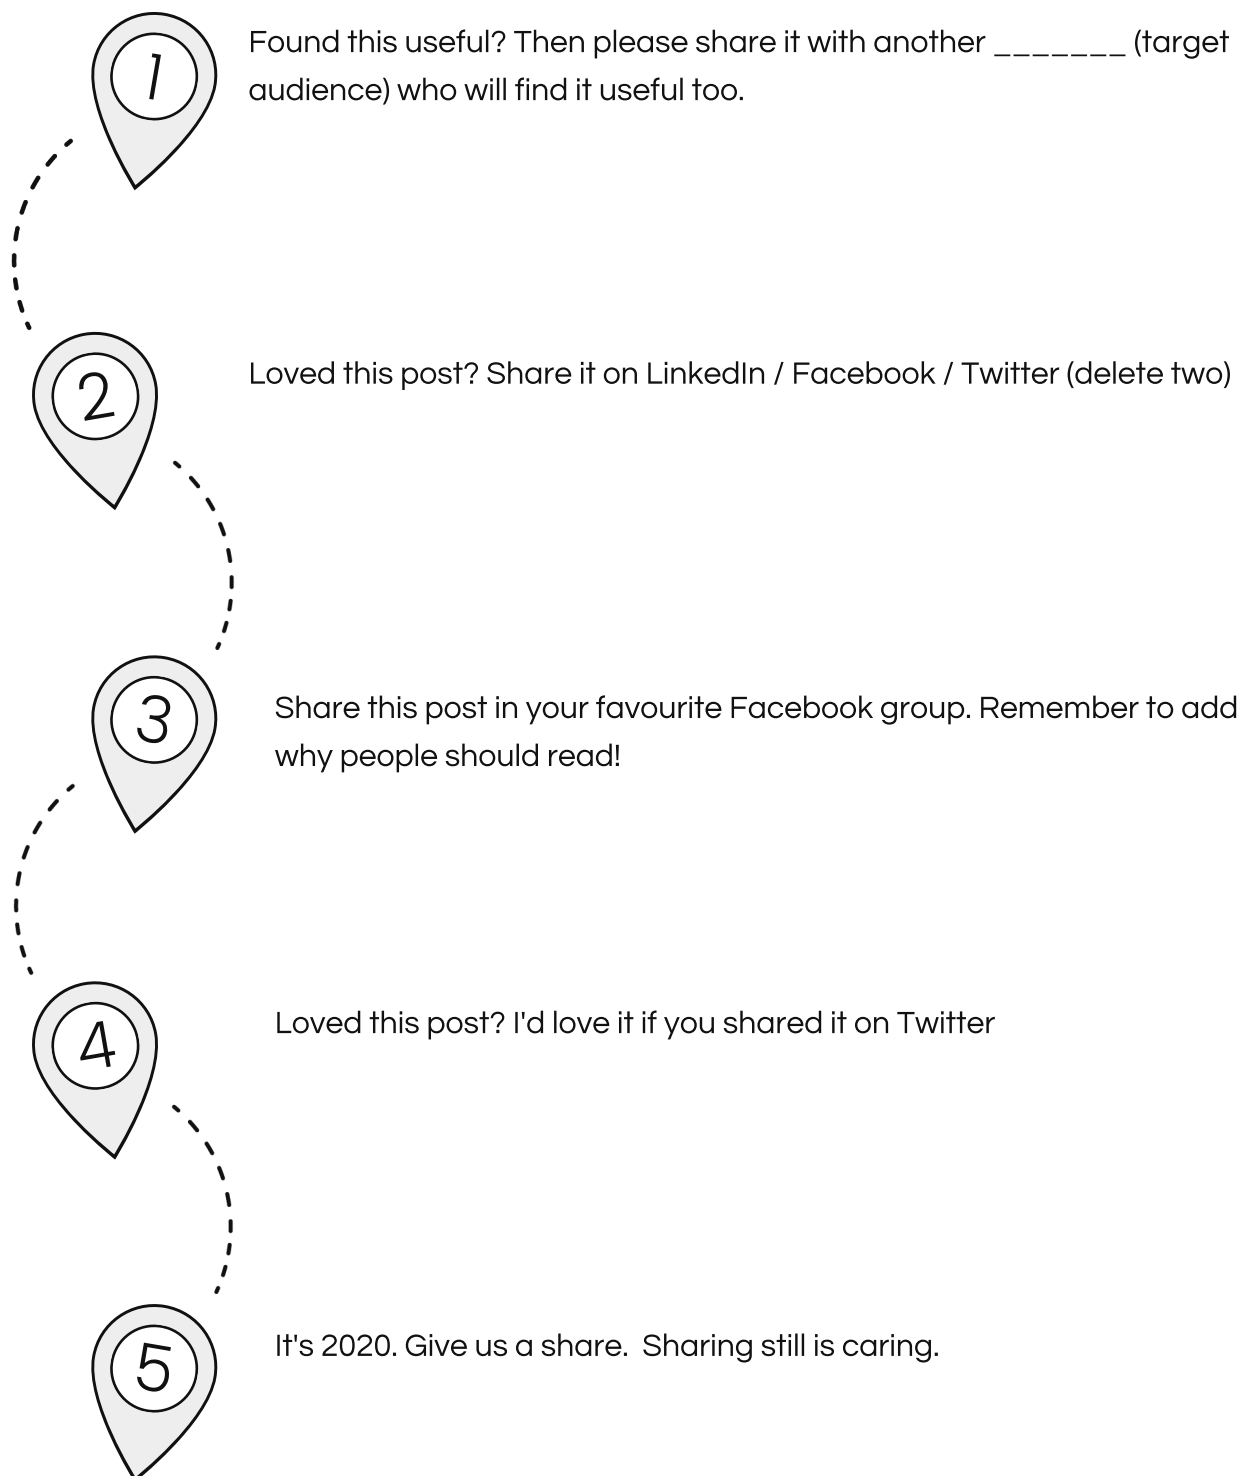 1
Found this useful? Then please share it with another _______ (target
audience) who will find it useful too.
2
Loved this post? Share it on LinkedIn / Facebook / Twitter (delete two)
3
Share this post in your favourite Facebook group. Remember to add
why people should read!
4
Loved this post? I'd love it if you shared it on Twitter
5
It's 2020. Give us a share.  Sharing still is caring.